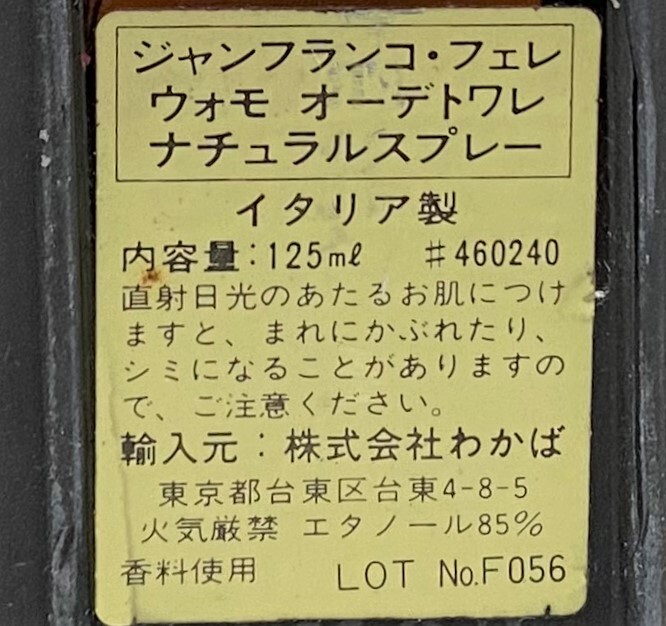 ジャンフランコ・フェレ
ウォモ オーデトワレ
ナチュラルスプレー
イタリア製
内容量:125mℓ ♯460240
直射日光のあたるお肌につけ
ますと、まれにかぶれたり、
シミになることがありますの
で、ご注意ください。
輸入元:株式会社わかば
東京都台東区台東4-8-5
火気厳禁 エタノール85%
香料使用 LOT No.F056